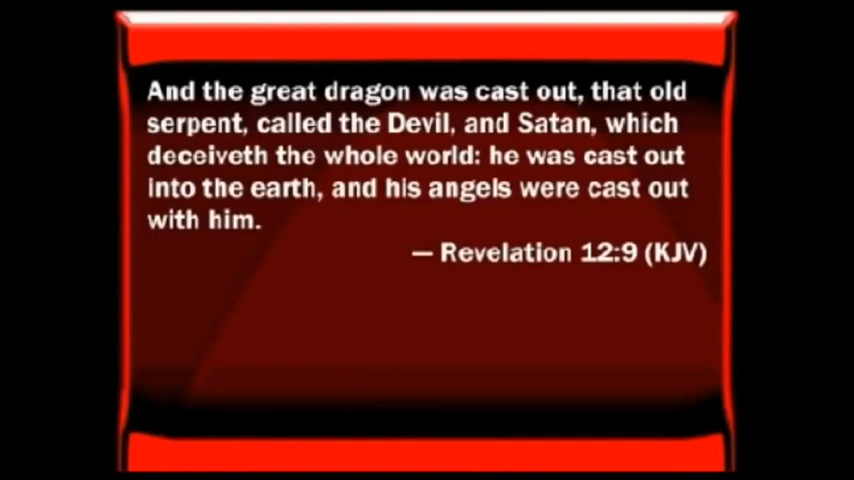 And the great dragon was cast out, that old
serpent, called the Devil, and Satan, which
deceiveth the whole world: he was cast out
into the earth, and his angels were cast out
with him.
— Revelation 12:9 (KJV)